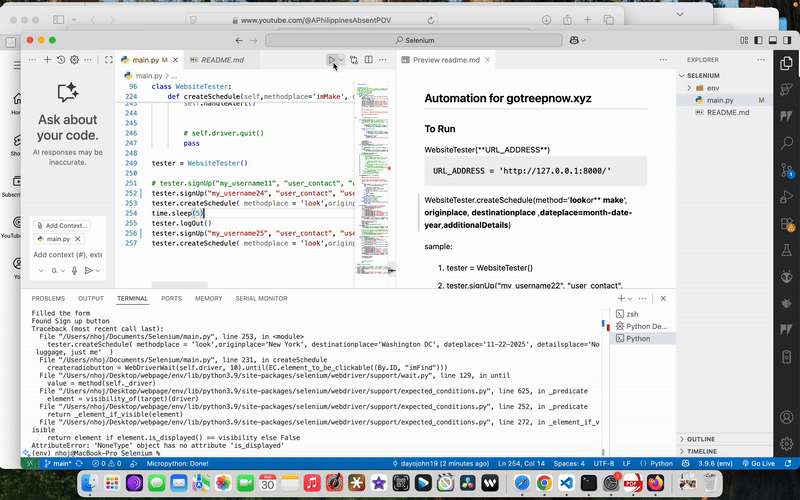 www.youtube.com/@APhilippinesAbsentPOV
Selenium
main.py M
README.md
Preview readme.md
EXPLORER
main.py > ...
SELENIUM
env
main.py M
README.md
Ask about
your code.
AI responses may be
inaccurate.
Add Context...
main.py
Add context (#), exte
G..
96 class WebsiteTester:
224 def createSchedule(self,methodplace='imMake', o
243 self.handleAlert()
# self.driver.quit()
247 pass
248
249 tester = WebsiteTester()
250
251 # tester.signUp("my_username11", "user_contact", "u
252 tester.signUp("my_username24", "user_contact", "use
253 tester.createSchedule( methodplace = 'look',origin
254 time.sleep(5)
255 tester.logOut()
256 tester.signUp("my_username25", "user_contact", "use
257 tester.createSchedule( methodplace = 'look',originp
Automation for gotreepnow.xyz
To Run
WebsiteTester(**URL_ADDRESS**)
URL_ADDRESS = 'http://127.0.0.1:8000/'
WebsiteTester.createSchedule(method='lookor** make',
originplace, destinationplace ,dateplace=month-date-
year,additionalDetails)
sample:
1. tester = WebsiteTester()
2. tester.signUp("my_username22", "user_contact",
PROBLEMS OUTPUT TERMINAL PORTS MEMORY SERIAL MONITOR
Filled the form
Found Sign up button
Traceback (most recent call last):
File "/Users/nhoj/Documents/Selenium/main.py", line 253, in <module>
tester.createSchedule( methodplace = 'look',originplace='New York', destinationplace='Washington DC', dateplace='11-22-2025', detailsplace='No
luggage, just me' )
File "/Users/nhoj/Documents/Selenium/main.py", line 231, in createSchedule
createradiobutton = WebDriverWait(self.driver, 10).until(EC.element_to_be_clickable((By.ID, "imFind")))
File "/Users/nhoj/Desktop/webpage/env/lib/python3.9/site-packages/selenium/webdriver/support/wait.py", line 129, in until
value = method(self._driver)
File "/Users/nhoj/Desktop/webpage/env/lib/python3.9/site-packages/selenium/webdriver/support/expected_conditions.py", line 625, in _predicate
element = visibility_of(target)(driver)
File "/Users/nhoj/Desktop/webpage/env/lib/python3.9/site-packages/selenium/webdriver/support/expected_conditions.py", line 252, in _predicate
return _element_if_visible(element)
File "/Users/nhoj/Desktop/webpage/env/lib/python3.9/site-packages/selenium/webdriver/support/expected_conditions.py", line 272, in _element_if_v
isible
return element if element.is_displayed() == visibility else False
AttributeError: 'NoneType' object has no attribute 'is_displayed'
(env) nhoj@MacBook-Pro Selenium %
zsh
Python De...
Python
OUTLINE
TIMELINE
main* 0 0 Micropython: Done! dayojohn19 (2 minutes ago) Ln 254, Col 14 Spaces: 4 UTF-8 LF Python 3.9.6 (env) Go Live